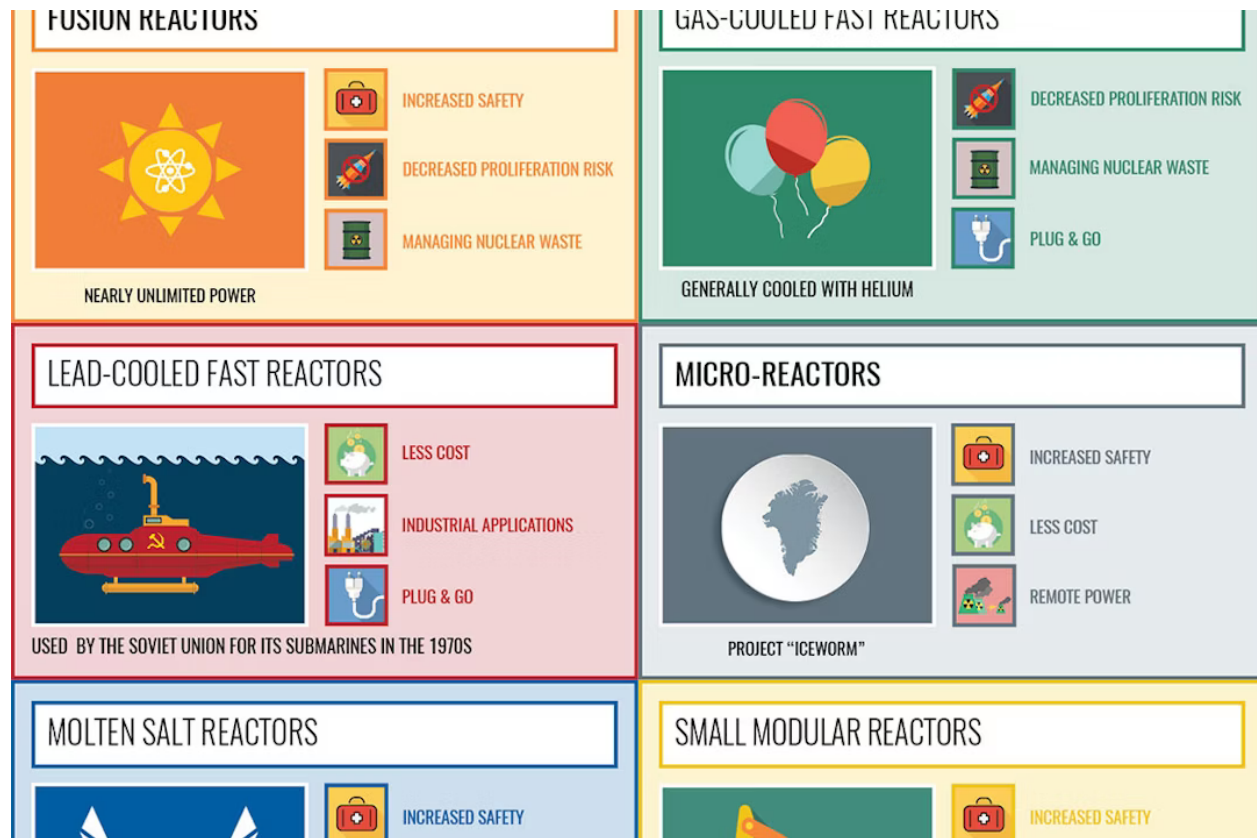 FUSION REACTORS
INCREASED SAFETY
DECREASED PROLIFERATION RISK
MANAGING NUCLEAR WASTE
NEARLY UNLIMITED POWER
GAS-COOLED FAST REACTORS
DECREASED PROLIFERATION RISK
MANAGING NUCLEAR WASTE
PLUG & GO
GENERALLY COOLED WITH HELIUM
LEAD-COOLED FAST REACTORS
LESS COST
INDUSTRIAL APPLICATIONS
PLUG & GO
USED BY THE SOVIET UNION FOR ITS SUBMARINES IN THE 1970S
MICRO-REACTORS
INCREASED SAFETY
LESS COST
REMOTE POWER
PROJECT “ICEWORM”
MOLTEN SALT REACTORS
INCREASED SAFETY
SMALL MODULAR REACTORS
INCREASED SAFETY